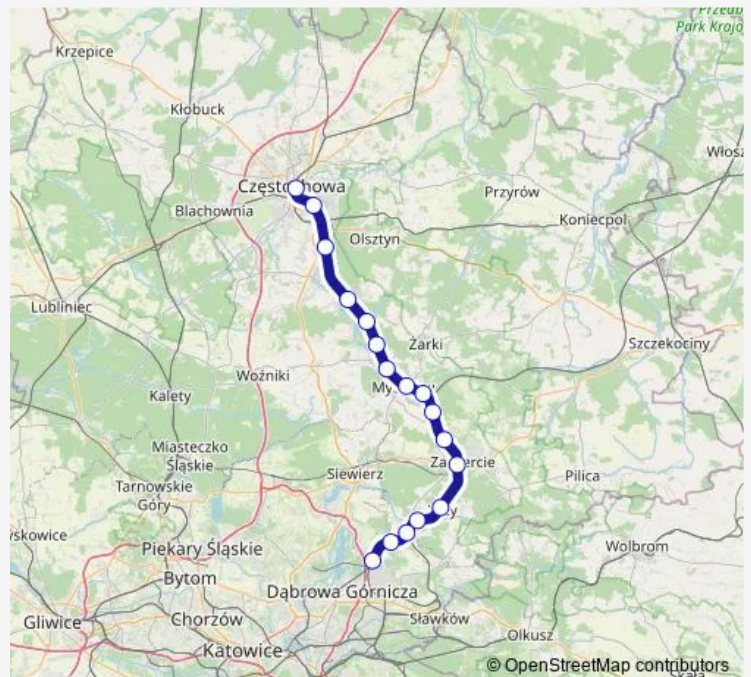 Przedb
Park Krajo
Krzepice
Kłobuck
Włosz
Częstochowa
Przyrów
Blachownia
Koniecpol
Olsztyn
Lubliniec
Żarki
Szczekociny
Woźniki
Kalety
Miasteczko
Śląskie
Siewierz
Pilica
Tarnowskie
Góry
yskowice
Piekary Śląskie
Wolbrom
Bytom
Dąbrowa Górnicza
Chorzów
Sławków
Gliwice
Olkusz
Katowice
© OpenStreetMap contributors